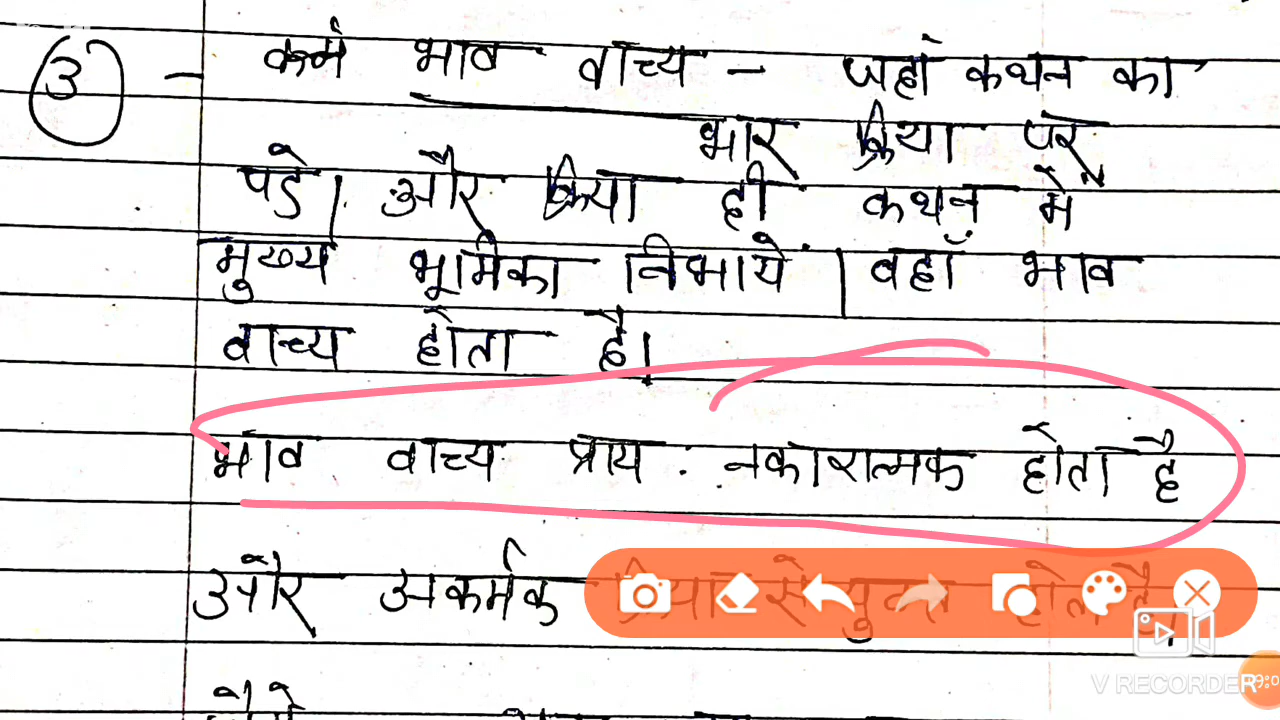 3 - कर्म भाव वाच्य - जहां कथन का
भार क्रिया पर
पडे। और क्रिया ही कथन में
मुख्य भूमिका निभायें। वहाँ भाव
वाच्य होता है।
भाव वाच्य प्राय: नकारात्मक होता है
और अकर्मक क्रिया से युक्त होता है।
V RECORDER